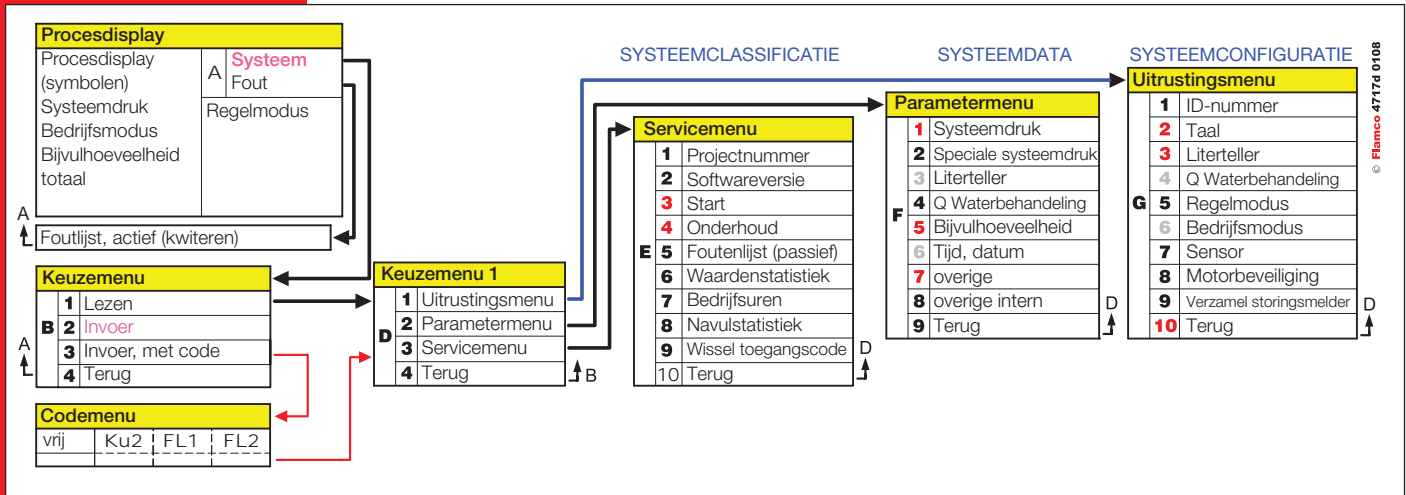 Procesdisplay
Procesdisplay
(symbolen)
Systeemdruk
Bedrijfsmodus
Bijvulhoeveelheid
totaal
A
Systeem
Fout
Regelmodus
A
Foutlijst, actief (kwiteren)
Keuzemenu
B
1 Lezen
2 Invoer
3 Invoer, met code
4 Terug
A
Codemenu
vrij Ku2 FL1 FL2
Keuzemenu 1
D
1 Uitrustingsmenu
2 Parametermenu
3 Servicemenu
4 Terug
B
SYSTEEMCLASSIFICATIE
Servicemenu
E
1 Projectnummer
2 Softwareversie
3 Start
4 Onderhoud
5 Foutenlijst (passief)
6 Waardenstatistiek
7 Bedrijfsuren
8 Navulstatistiek
9 Wissel toegangscode
10 Terug
D
SYSTEEMDATA
Parametermenu
F
1 Systeemdruk
2 Speciale systeemdruk
3 Literteller
4 Q Waterbehandeling
5 Bijvulhoeveelheid
6 Tijd, datum
7 overige
8 overige intern
9 Terug
D
SYSTEEMCONFIGURATIE
Uitrustingsmenu
G
1 ID-nummer
2 Taal
3 Literteller
4 Q Waterbehandeling
5 Regelmodus
6 Bedrijfsmodus
7 Sensor
8 Motorbeveiliging
9 Verzamel storingsmelder
10 Terug
D
© Flamco 4717d 0108